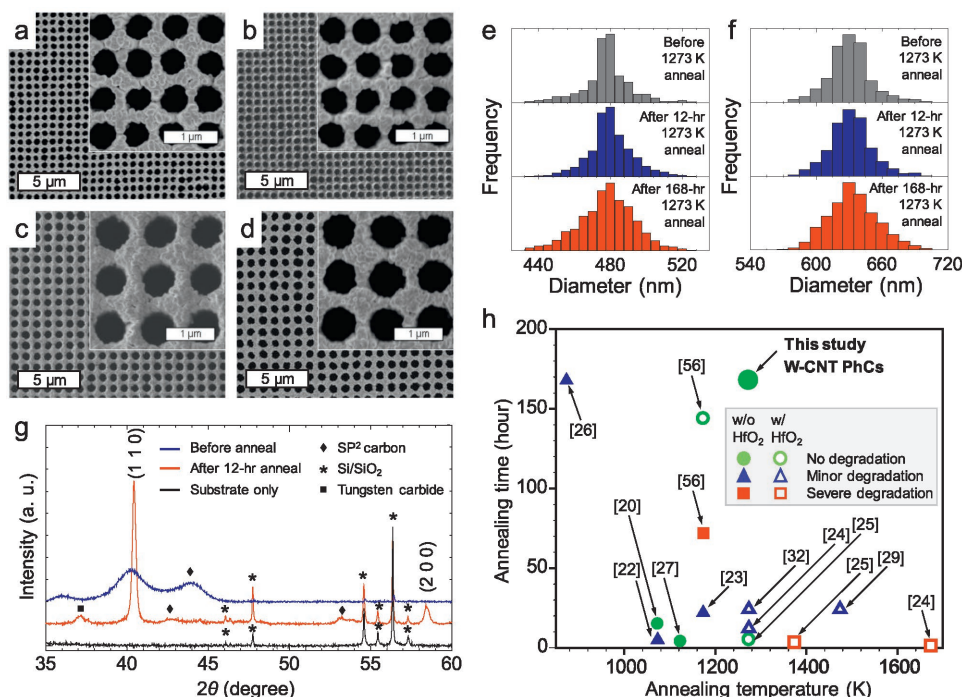 a
5 µm
1 µm
b
5 µm
1 µm
c
5 µm
1 µm
d
5 µm
1 µm
e
Frequency
Before
1273 K
anneal
After 12-hr
1273 K
anneal
After 168-hr
1273 K
anneal
440 480 520
Diameter (nm)
f
Frequency
Before
1273 K
anneal
After 12-hr
1273 K
anneal
After 168-hr
1273 K
anneal
540 600 660 720
Diameter (nm)
g
Intensity (a. u.)
Before anneal
After 12-hr anneal
Substrate only
♦ SP² carbon
* Si/SiO₂
■ Tungsten carbide
(1 1 0)
(2 0 0)
35 40 45 50 55 60
2θ (degree)
h
Annealing time (hour)
200
150
100
50
0
This study
W-CNT PhCs
w/o w/
HfO₂ HfO₂
No degradation
Minor degradation
Severe degradation
[26]
[56]
[56]
[20]
[22]
[27]
[23]
[32]
[24]
[25]
[25]
[29]
[24]
1000 1200 1400 1600
Annealing temperature (K)